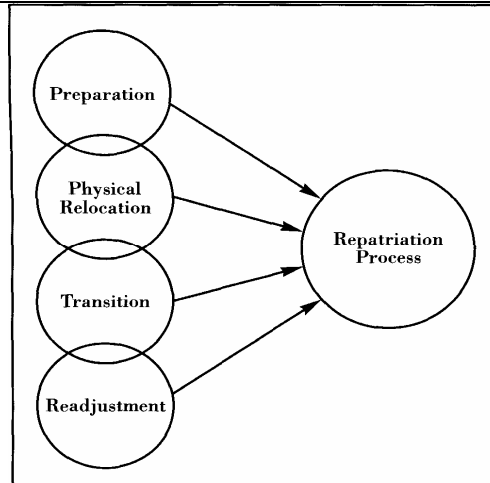 Preparation
Physical
Relocation
Transition
Readjustment
Repatriation
Process